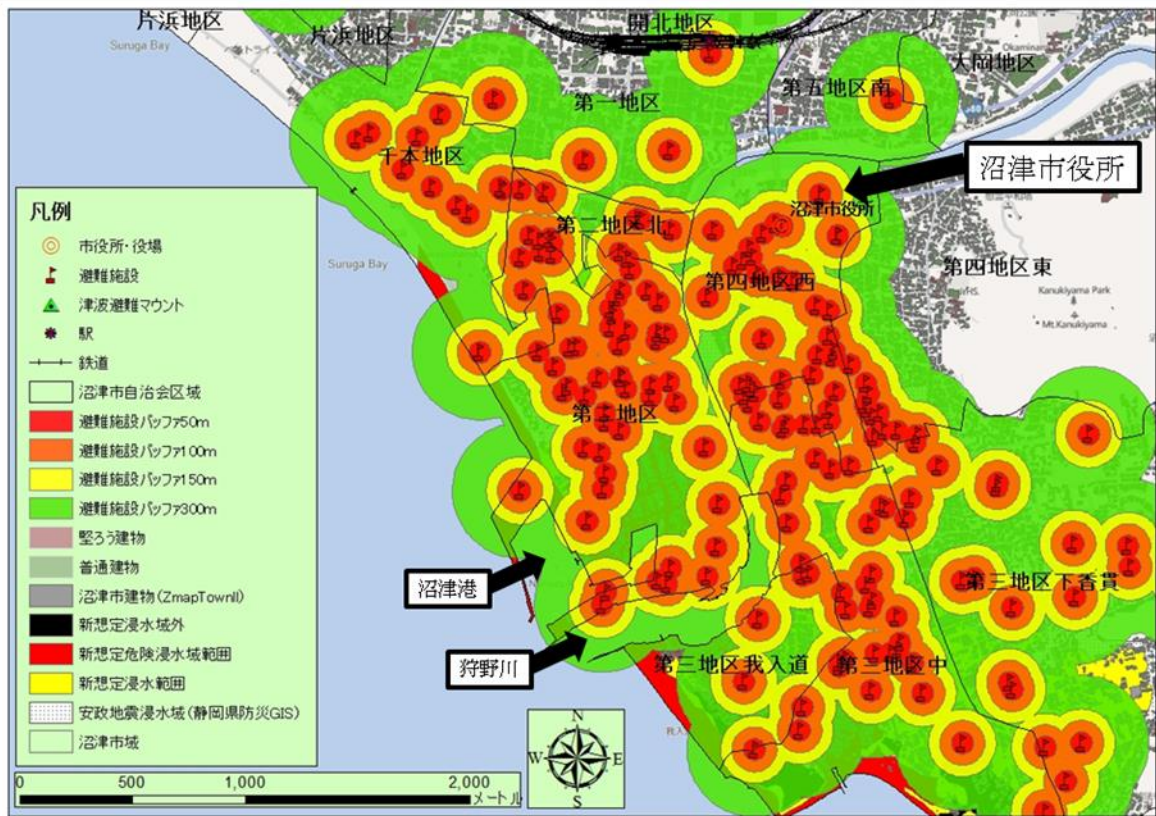 片浜地区
片浜地区
開北地区
Suruga Bay
大岡地区
第五地区南
第一地区
千本地区
沼津市役所
第二地区北
沼津市役所
第四地区西
第四地区東
Kanukiyama Park
Mt.Kanukiyama
Suruga Bay
凡例
市役所・役場
避難施設
津波避難マウント
駅
鉄道
沼津市自治会区域
避難施設バッファ50m
避難施設バッファ100m
避難施設バッファ150m
避難施設バッファ300m
堅ろう建物
普通建物
沼津市建物(ZmapTownII)
新想定浸水域外
新想定危険浸水域範囲
新想定浸水範囲
安政地震浸水域(静岡県防災GIS)
沼津市域
第二地区
沼津港
狩野川
第三地区下香貫
第三地区我入道
第三地区中
N
W
E
S
0 500 1,000 2,000
メートル